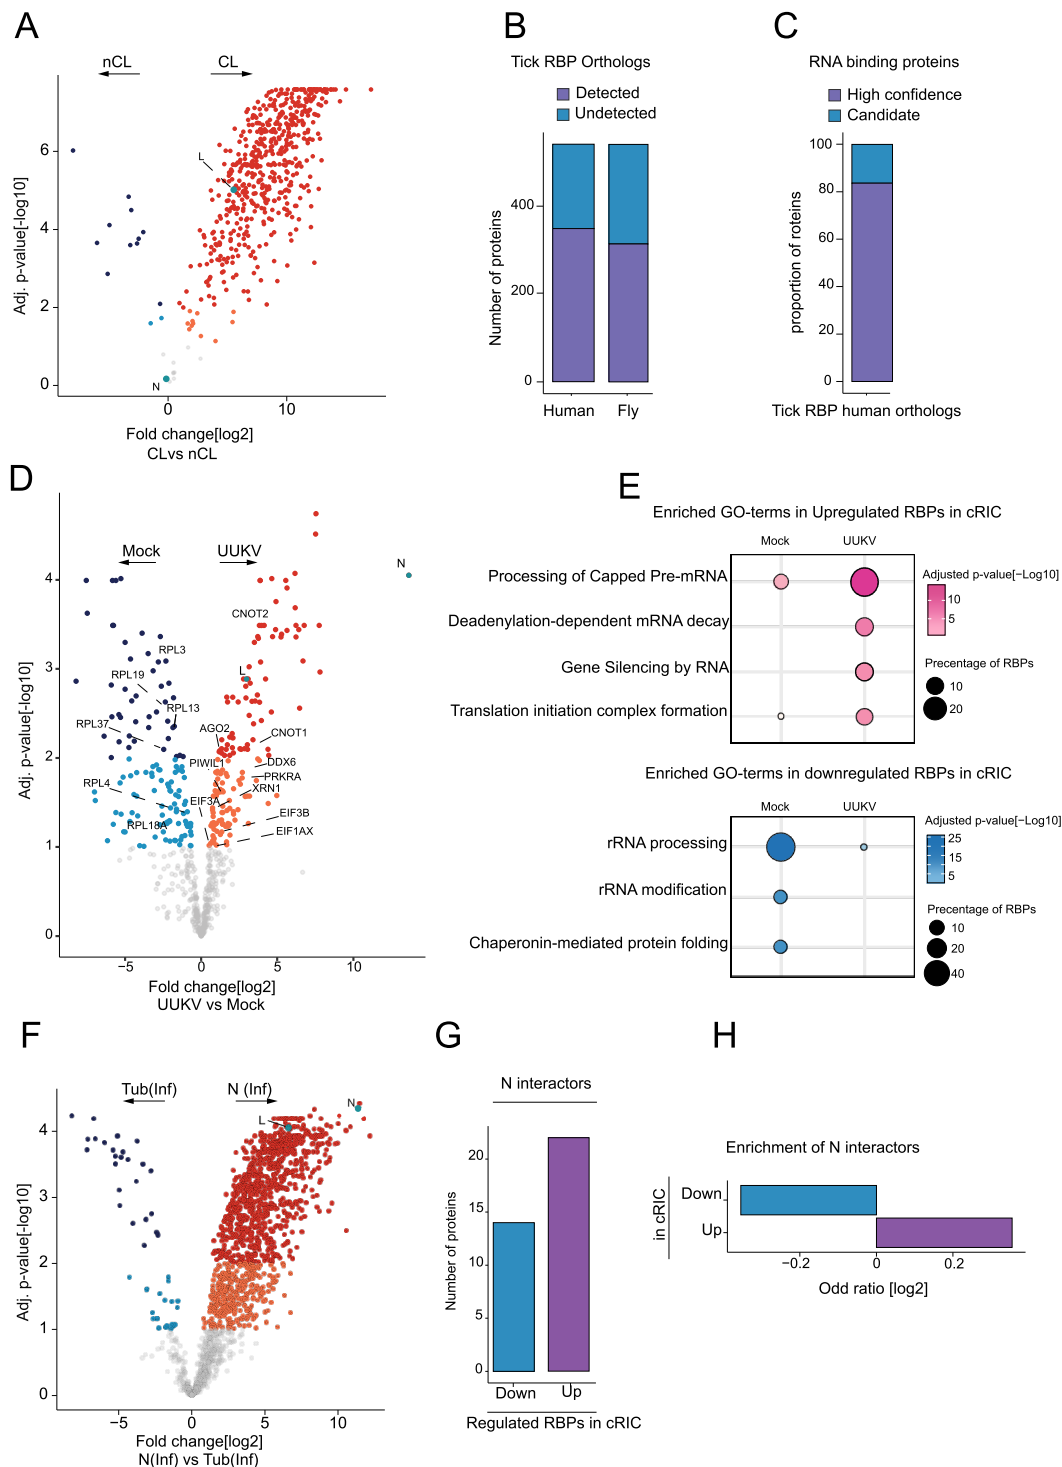 A
nCL
CL
6
4
2
0
L
N
0
10
Adj. p-value[-log10]
Fold change[log2]
CLvs nCL
B
Tick RBP Orthologs
Detected
Undetected
400
200
0
Number of proteins
Human
Fly
C
RNA binding proteins
High confidence
Candidate
100
80
60
40
20
0
proportion of roteins
Tick RBP human orthologs
D
Mock
UUKV
N
4
3
2
1
0
CNOT2
RPL3
L
RPL19
RPL13
RPL37
AGO2
CNOT1
PIWIL1
DDX6
PRKRA
RPL4
XRN1
EIF3A
EIF3B
RPL18A
EIF1AX
−5
0
5
10
Adj. p-value[-log10]
Fold change[log2]
UUKV vs Mock
E
Enriched GO-terms in Upregulated RBPs in cRIC
Mock
UUKV
Processing of Capped Pre-mRNA
Deadenylation-dependent mRNA decay
Gene Silencing by RNA
Translation initiation complex formation
Adjusted p-value[−Log10]
10
5
Precentage of RBPs
10
20
Enriched GO-terms in downregulated RBPs in cRIC
Mock
UUKV
rRNA processing
rRNA modification
Chaperonin-mediated protein folding
Adjusted p-value[−Log10]
25
15
5
Precentage of RBPs
10
20
40
F
Tub(Inf)
N (Inf)
N
L
4
3
2
1
0
−5
0
5
10
Adj. p-value[-log10]
Fold change[log2]
N(Inf) vs Tub(Inf)
G
N interactors
20
15
10
5
0
Number of proteins
Down
Up
Regulated RBPs in cRIC
H
Enrichment of N interactors
in cRIC
Down
Up
−0.2
0
0.2
Odd ratio [log2]